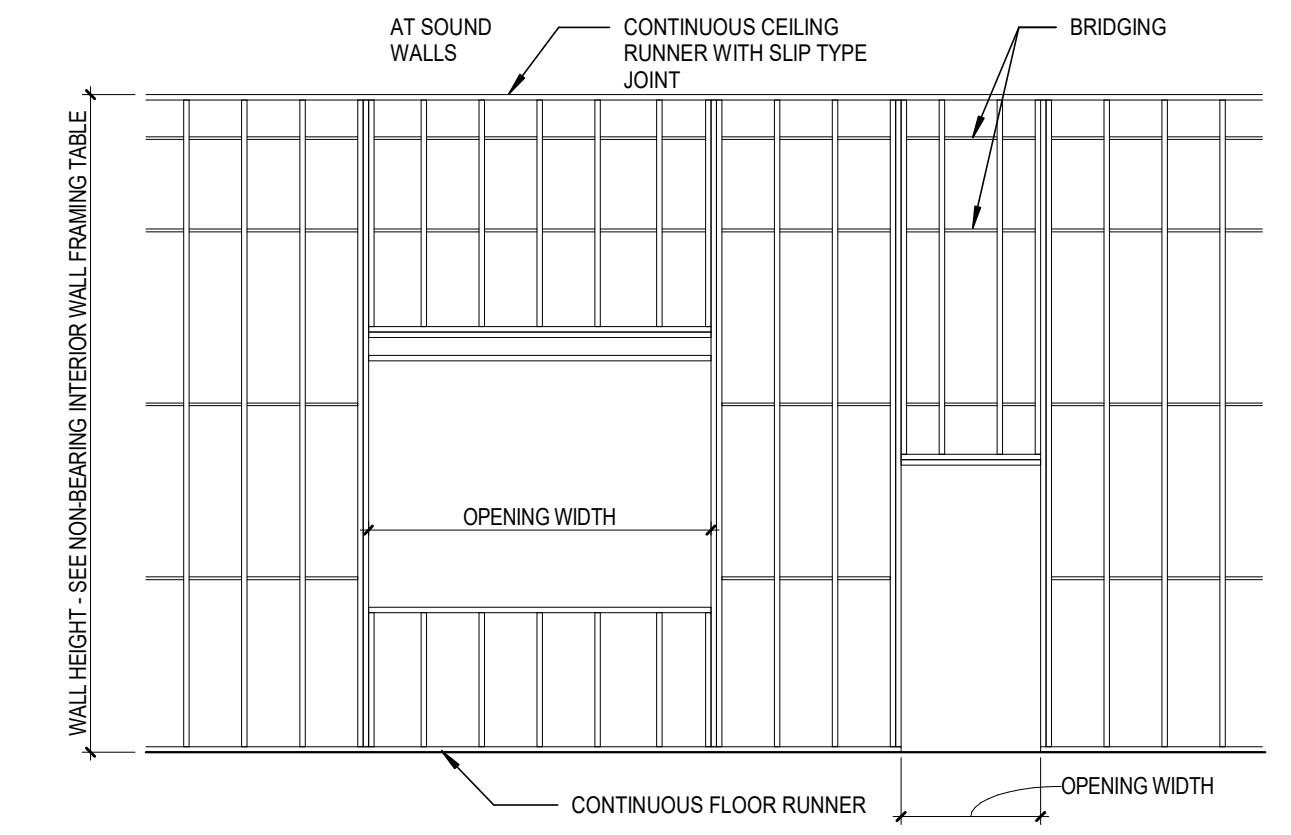 AT SOUND
WALLS
CONTINUOUS CEILING
RUNNER WITH SLIP TYPE
JOINT
BRIDGING
WALL HEIGHT - SEE NON-BEARING INTERIOR WALL FRAMING TABLE
OPENING WIDTH
CONTINUOUS FLOOR RUNNER
OPENING WIDTH